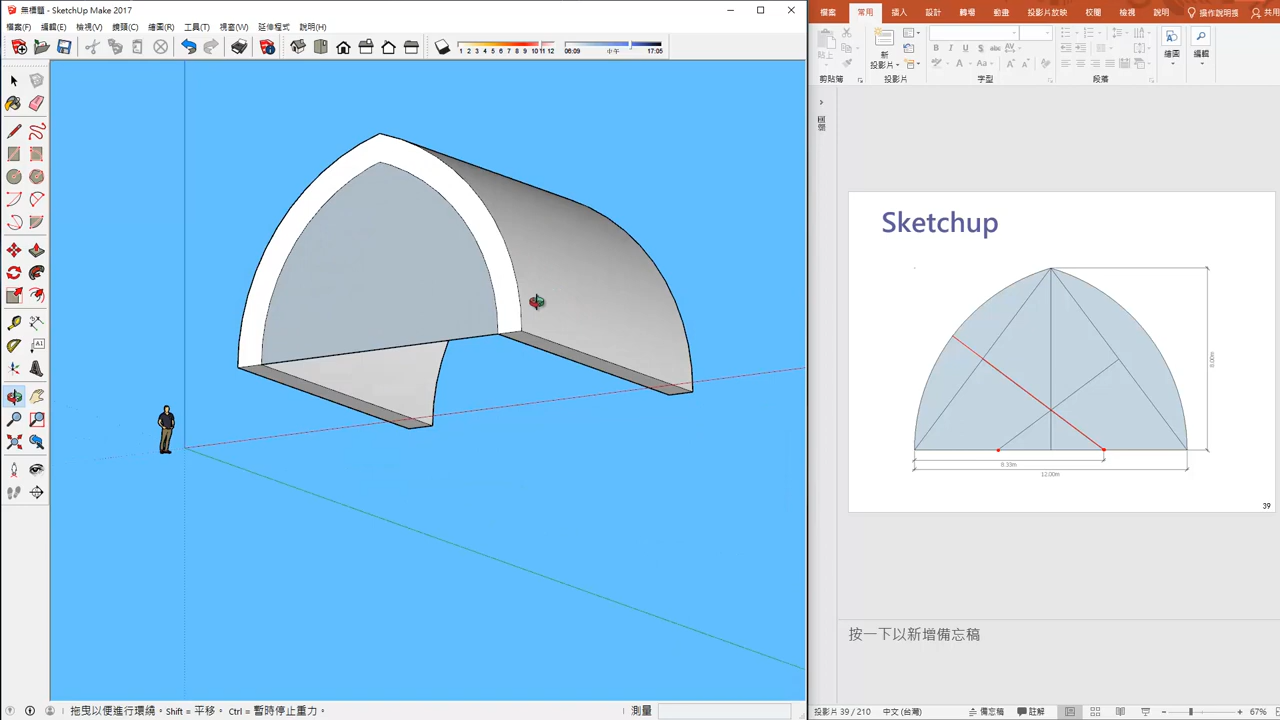 無標題 - SketchUp Make 2017
檔案(F) 編輯(E) 檢視(V) 鏡頭(C) 繪製(R) 工具(T) 視窗(W) 延伸程式 說明(H)
1 2 3 4 5 6 7 8 9 10 11 12 06:09 中午 17:05
拖曳以便進行環繞。Shift = 平移。 Ctrl = 暫時停止重力。
測量
檔案 常用 插入 設計 轉場 動畫 投影片放映 校閱 檢視 說明 操作說明 共用
貼上
新
投影片
繪圖 編輯
剪貼簿 投影片 字型 段落
Sketchup
8.00m
8.33m
12.00m
39
按一下以新增備忘稿
投影片 39 / 210 中文 (台灣) 備忘稿 註解 67%